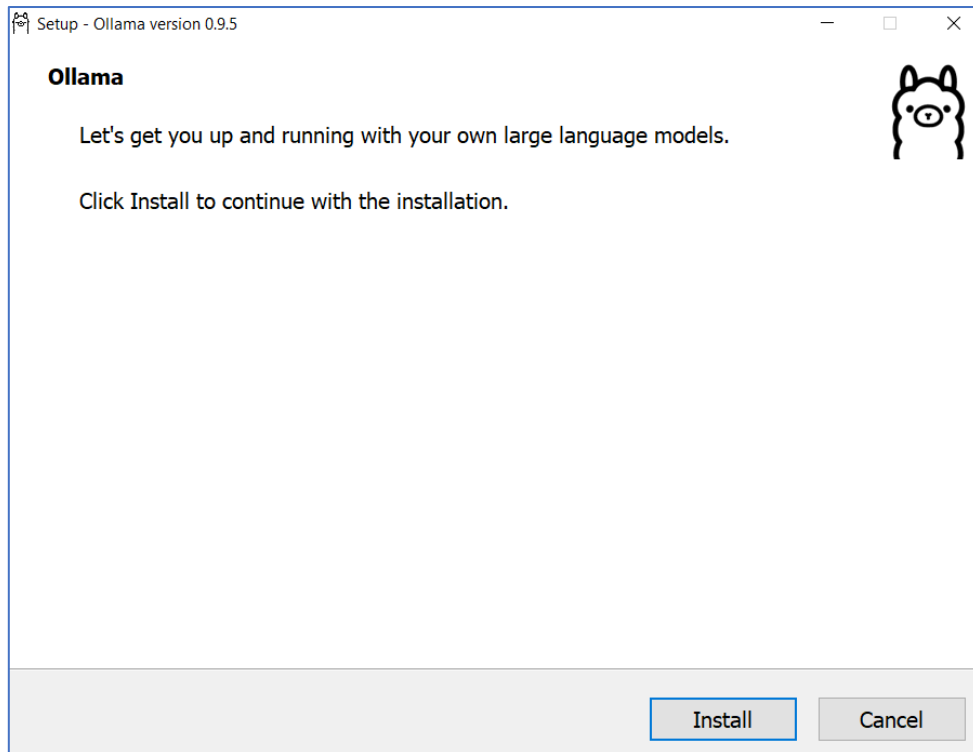 Setup - Ollama version 0.9.5
Ollama
Let's get you up and running with your own large language models.
Click Install to continue with the installation.
Install Cancel